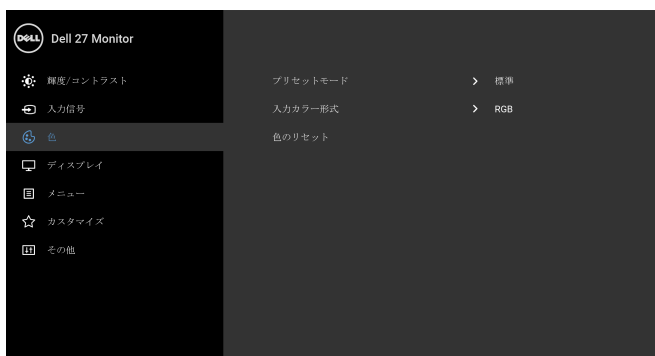 DELL Dell 27 Monitor
輝度/コントラスト
プリセットモード > 標準
入力信号
入力カラー形式 > RGB
色
色のリセット
ディスプレイ
メニュー
カスタマイズ
その他